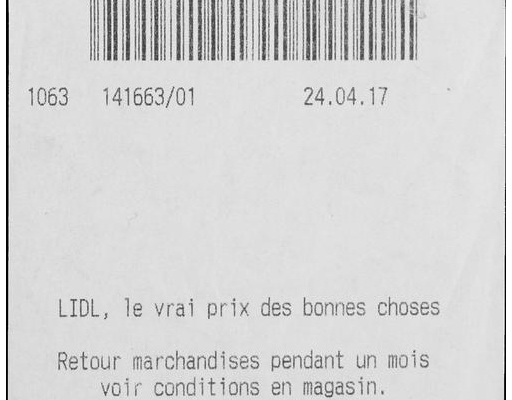 1063 141663/01 24.04.17
LIDL, le vrai prix des bonnes choses
Retour marchandises pendant un mois
voir conditions en magasin.